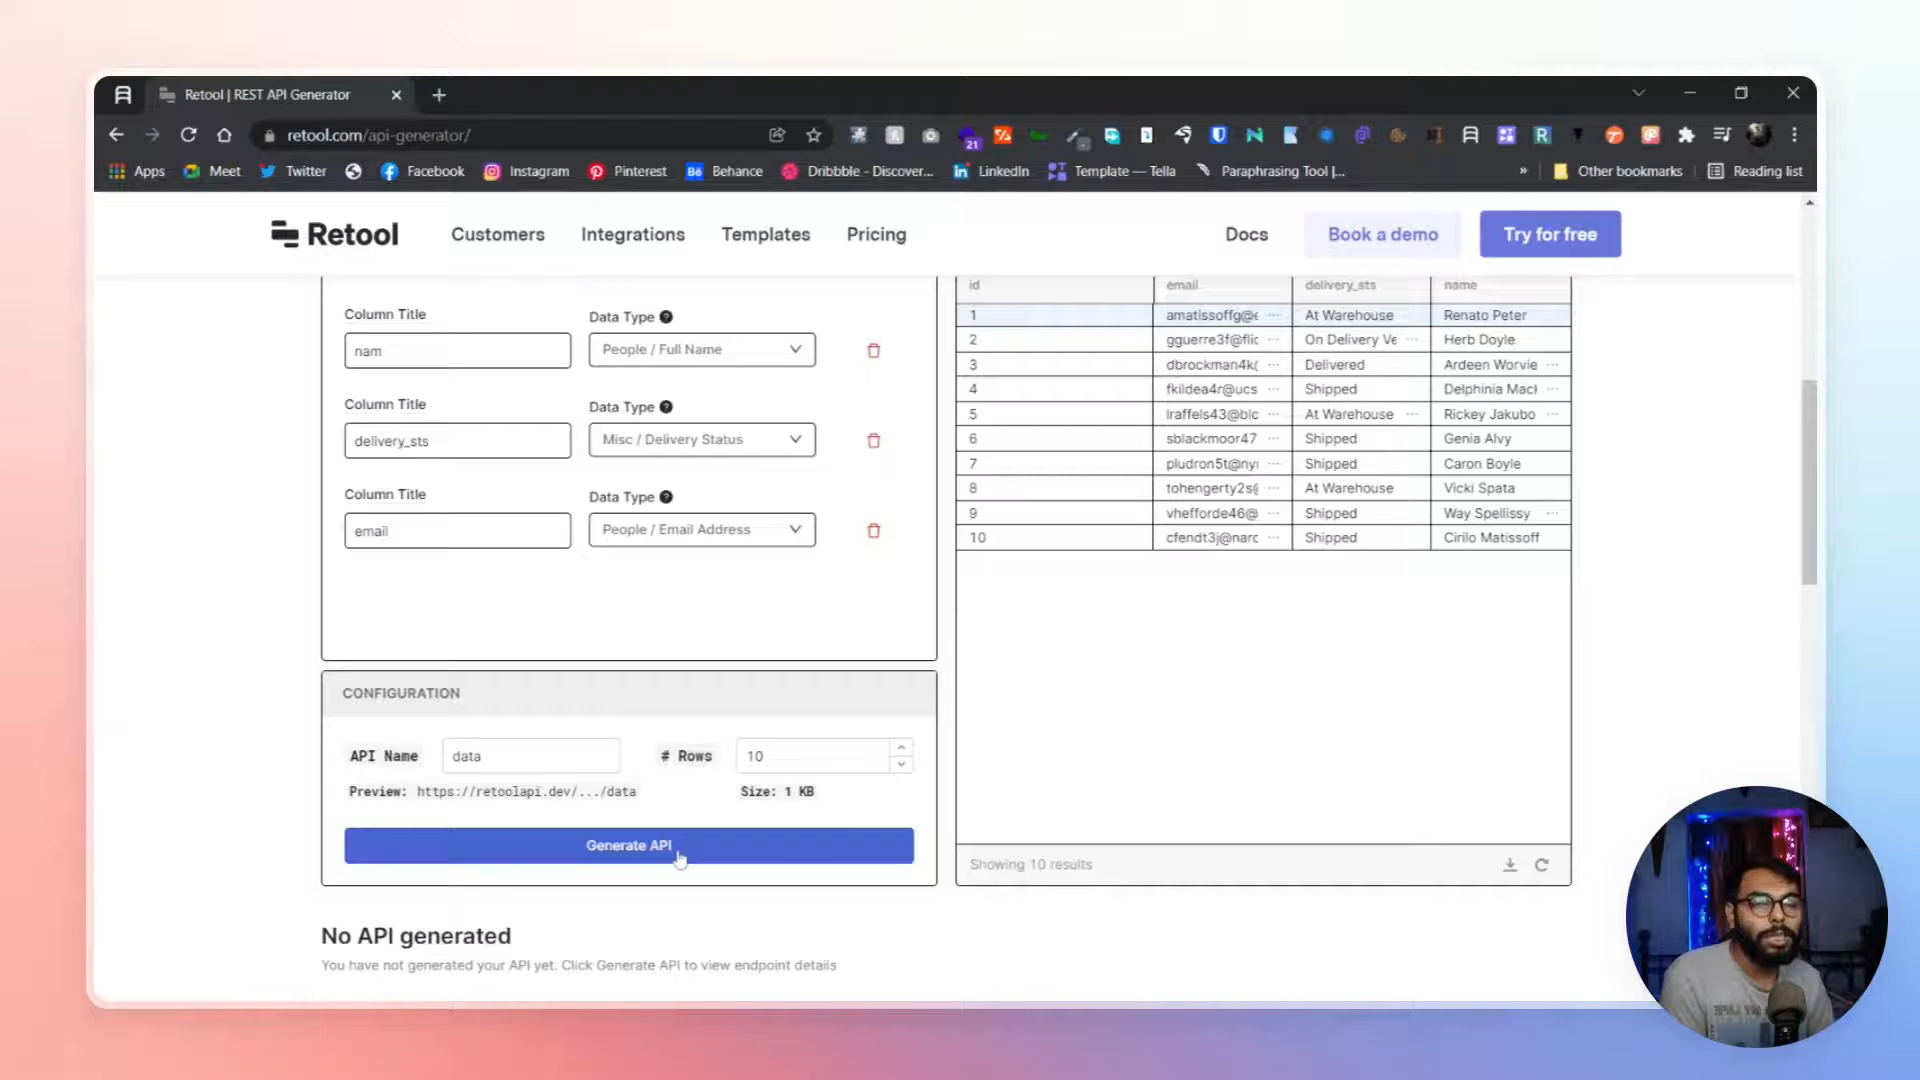 Retool | REST API Generator
retool.com/api-generator/
21
Apps Meet Twitter Facebook Instagram Pinterest Bē Behance Dribbble - Discover... in LinkedIn Template — Tella Paraphrasing Tool |... » Other bookmarks Reading list
Retool Customers Integrations Templates Pricing Docs Book a demo Try for free
Column Title Data Type
nam People / Full Name
Column Title Data Type
delivery_sts Misc / Delivery Status
Column Title Data Type
email People / Email Address
CONFIGURATION
API Name data # Rows 10
Preview: https://retoolapi.dev/.../data Size: 1 KB
Generate API
No API generated
You have not generated your API yet. Click Generate API to view endpoint details
id email delivery_sts name
1 amatissoffg@e ... At Warehouse Renato Peter
2 gguerre3f@flic ... On Delivery Ve ... Herb Doyle
3 dbrockman4k( ... Delivered Ardeen Worvie ...
4 fkildea4r@ucs ... Shipped Delphinia Macl ...
5 lraffels43@blc ... At Warehouse ... Rickey Jakubo ...
6 sblackmoor47 ... Shipped Genia Alvy
7 pludron5t@nyi ... Shipped Caron Boyle
8 tohengerty2s@ ... At Warehouse Vicki Spata
9 vhefforde46@ ... Shipped Way Spellissy ...
10 cfendt3j@narc ... Shipped Cirilo Matissoff
Showing 10 results